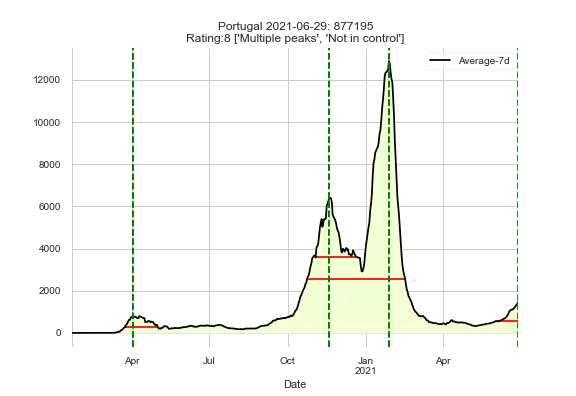 Portugal 2021-06-29: 877195
Rating:8 ['Multiple peaks', 'Not in control']
Average-7d
12000
10000
8000
6000
4000
2000
0
Apr Jul Oct Jan Apr
2021
Date